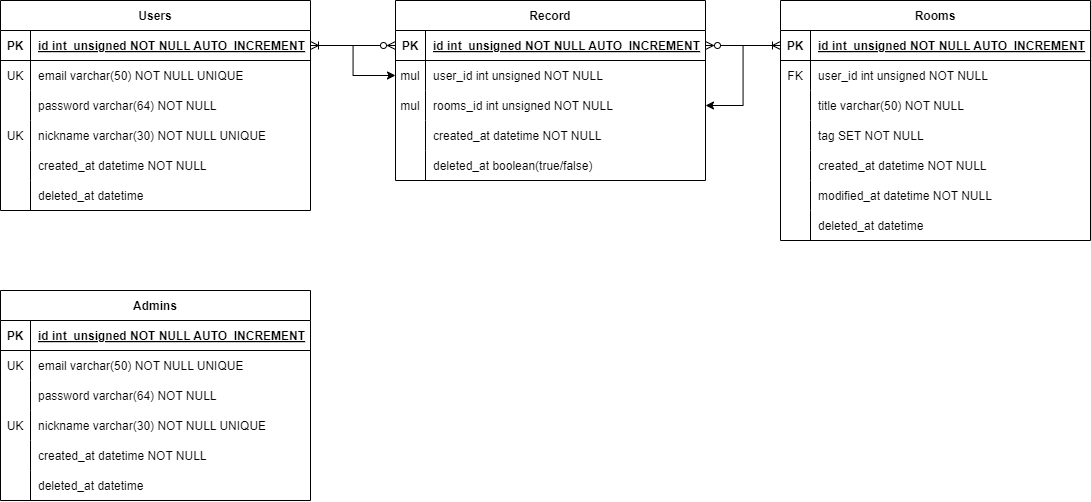 Users
PK id int_unsigned NOT NULL AUTO_INCREMENT
UK email varchar(50) NOT NULL UNIQUE
password varchar(64) NOT NULL
UK nickname varchar(30) NOT NULL UNIQUE
created_at datetime NOT NULL
deleted_at datetime
Record
PK id int_unsigned NOT NULL AUTO_INCREMENT
mul user_id int unsigned NOT NULL
mul rooms_id int unsigned NOT NULL
created_at datetime NOT NULL
deleted_at boolean(true/false)
Rooms
PK id int_unsigned NOT NULL AUTO_INCREMENT
FK user_id int unsigned NOT NULL
title varchar(50) NOT NULL
tag SET NOT NULL
created_at datetime NOT NULL
modified_at datetime NOT NULL
deleted_at datetime
Admins
PK id int_unsigned NOT NULL AUTO_INCREMENT
UK email varchar(50) NOT NULL UNIQUE
password varchar(64) NOT NULL
UK nickname varchar(30) NOT NULL UNIQUE
created_at datetime NOT NULL
deleted_at datetime